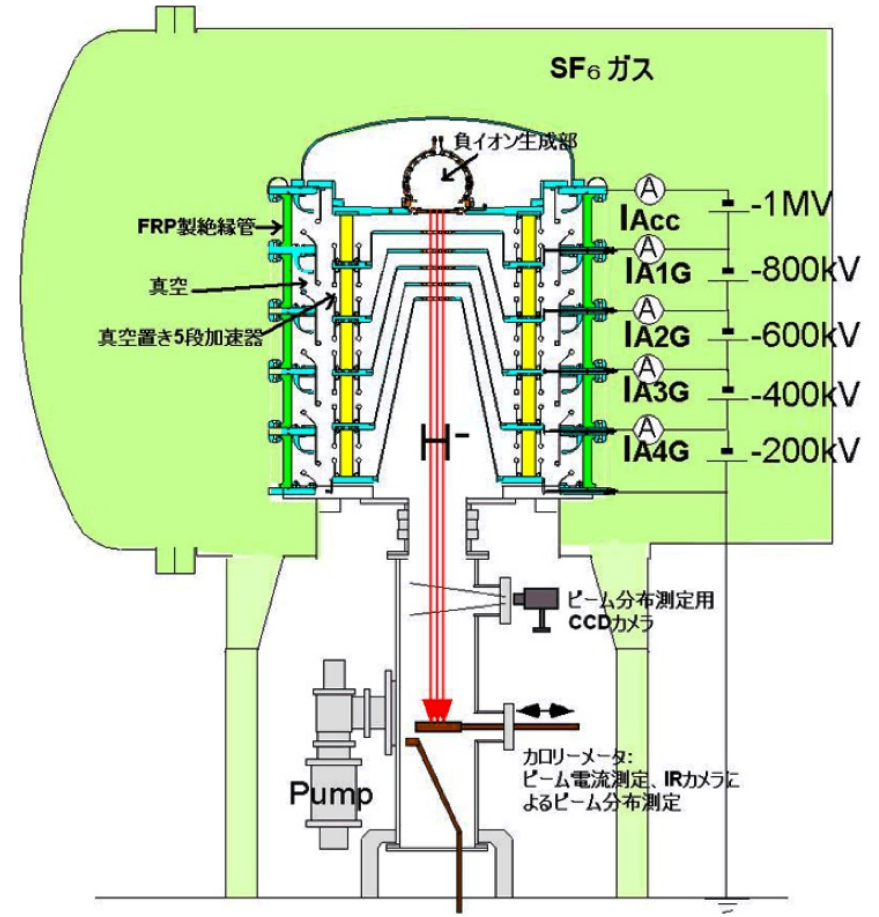 SF₆ ガス
負イオン生成部
FRP製絶縁管
真空
真空置き5段加速器
A
IAcc
-1MV
A
IA1G
-800kV
A
IA2G
-600kV
A
IA3G
-400kV
A
IA4G
-200kV
H⁻
ビーム分布測定用
CCDカメラ
Pump
カロリーメータ:
ビーム電流測定、IRカメラに
よるビーム分布測定